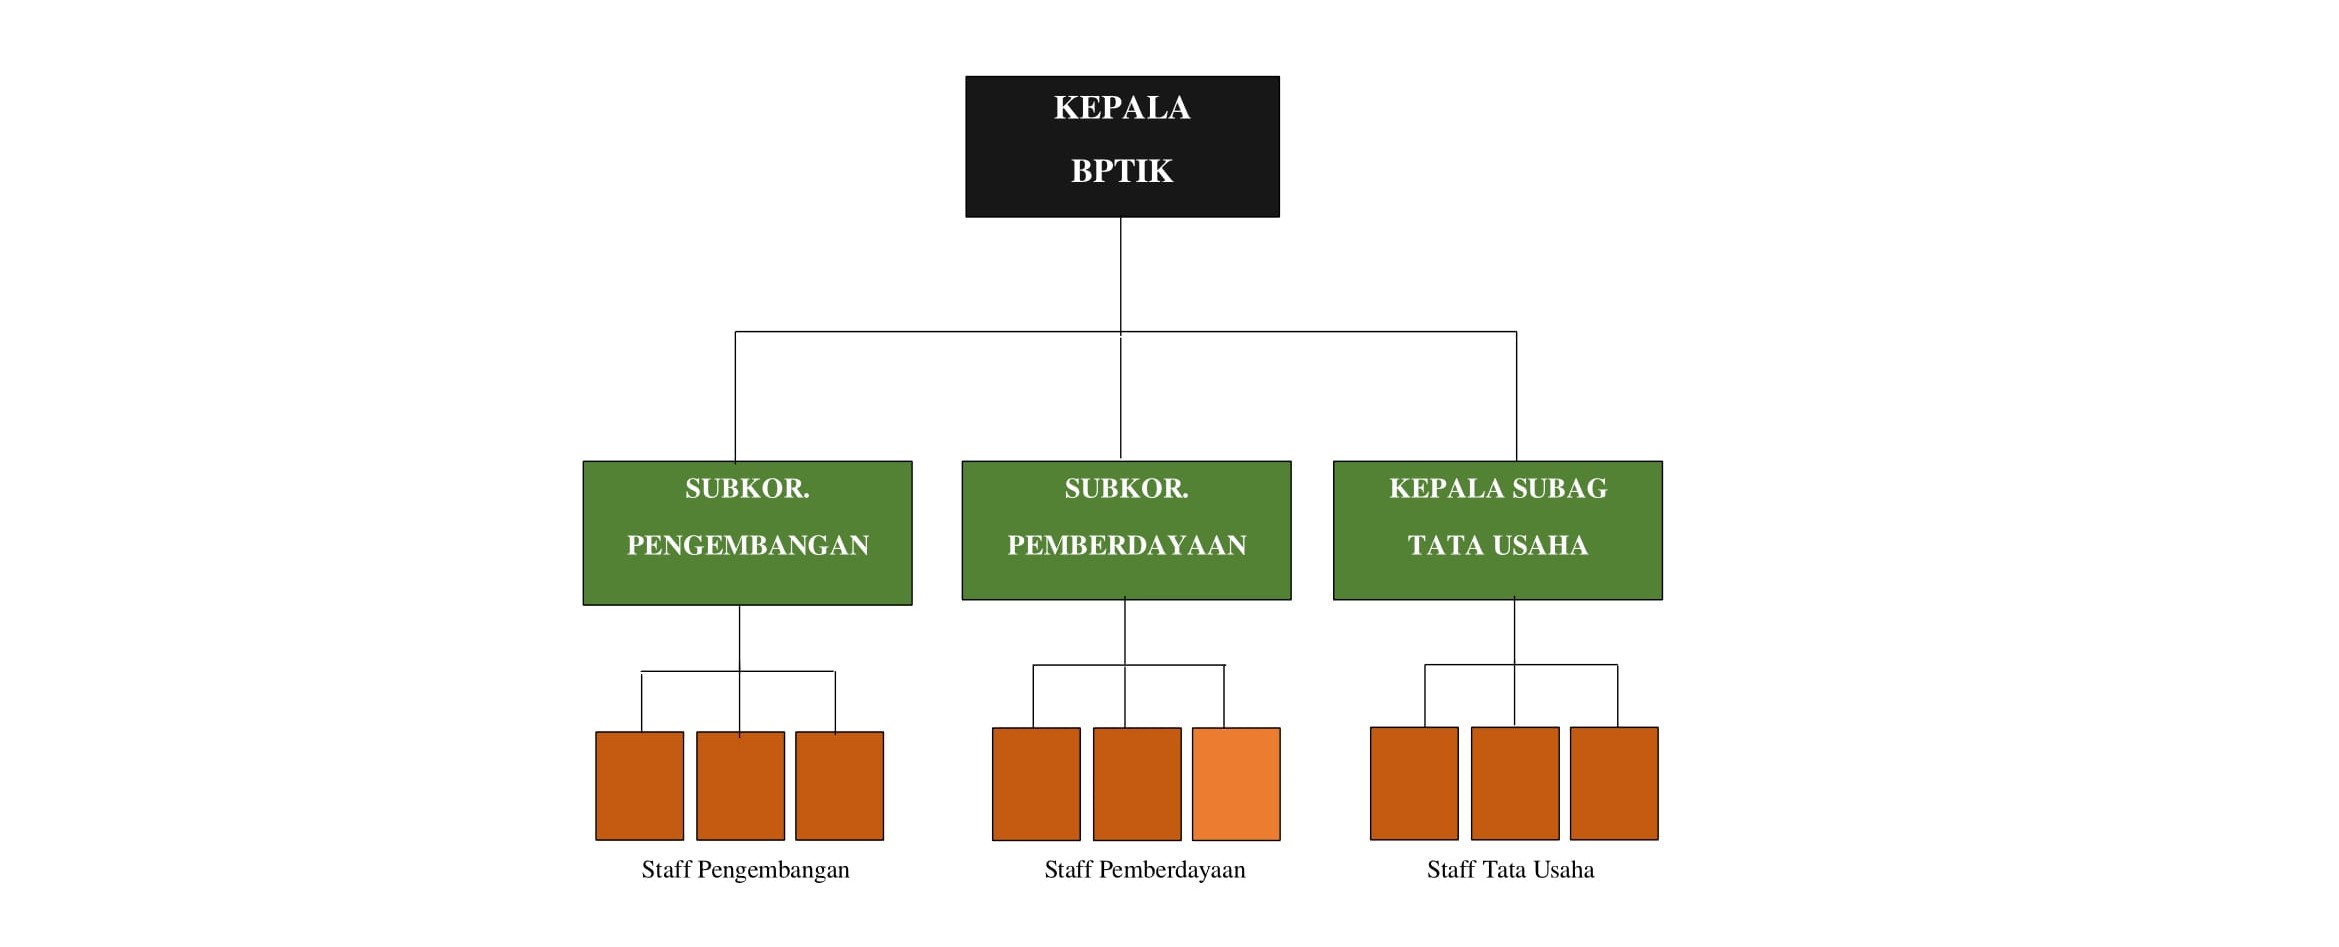 KEPALA
BPTIK
SUBKOR.
PENGEMBANGAN
SUBKOR.
PEMBERDAYAAN
KEPALA SUBAG
TATA USAHA
Staff Pengembangan
Staff Pemberdayaan
Staff Tata Usaha